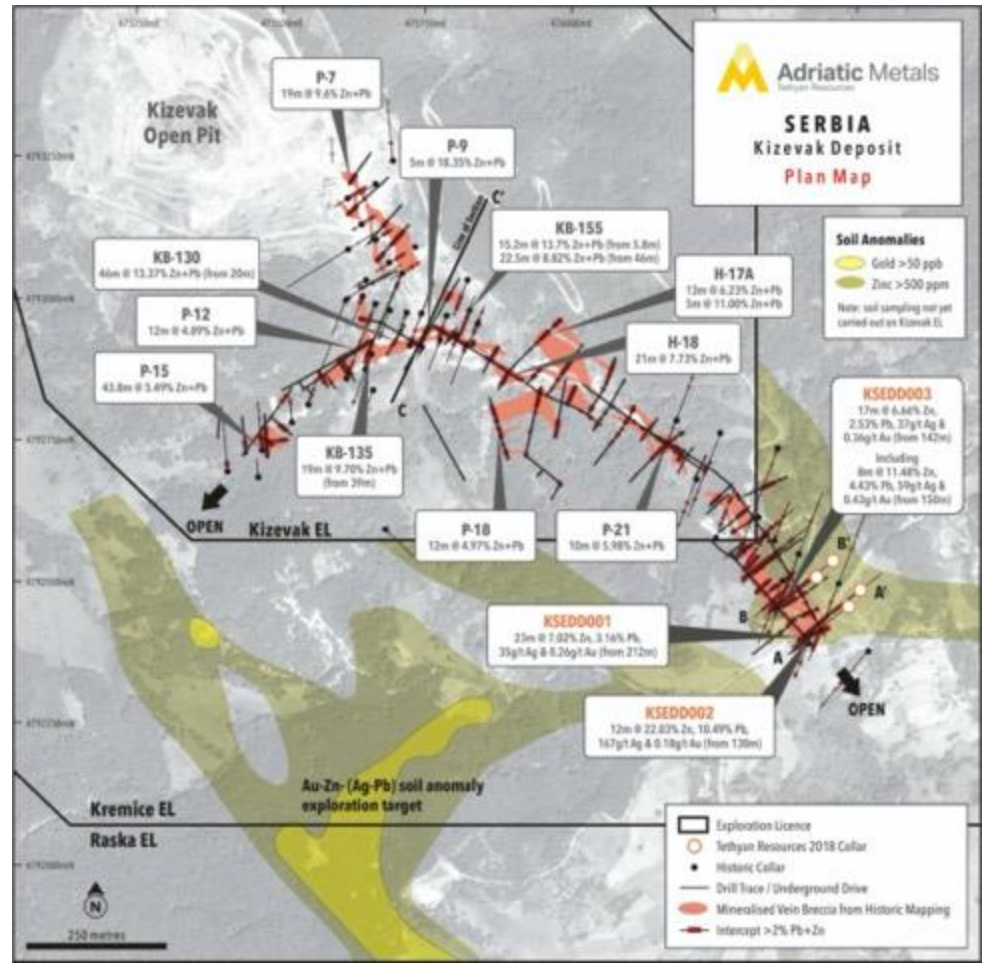 Adriatic Metals
Tethyan Resources
SERBIA
Kizevak Deposit
Plan Map
Kizevak
Open Pit
P-7
19m @ 9.6% Zn+Pb
P-9
5m @ 18.35% Zn+Pb
C'
Line of Section
KB-155
15.2m @ 13.7% Zn+Pb (from 5.8m)
22.5m @ 8.82% Zn+Pb (from 46m)
Soil Anomalies
Gold >50 ppb
Zinc >500 ppm
Note: soil sampling not yet
carried out on Kizevak EL
KB-130
46m @ 13.37% Zn+Pb (from 20m)
H-17A
12m @ 6.23% Zn+Pb
5m @ 11.00% Zn+Pb
P-12
12m @ 4.89% Zn+Pb
H-18
21m @ 7.73% Zn+Pb
P-15
43.8m @ 5.49% Zn+Pb
C
KSEDD003
17m @ 6.66% Zn,
2.53% Pb, 37g/t Ag &
0.36g/t Au (from 142m)
Including
8m @ 11.48% Zn,
4.43% Pb, 59g/t Ag &
0.42g/t Au (from 150m)
KB-135
19m @ 9.70% Zn+Pb
(from 39m)
OPEN
Kizevak EL
P-18
12m @ 4.97% Zn+Pb
P-21
10m @ 5.98% Zn+Pb
B'
A'
KSEDD001
23m @ 7.02% Zn, 3.16% Pb,
35g/t Ag & 0.26g/t Au (from 212m)
B
A
OPEN
KSEDD002
12m @ 22.03% Zn, 10.49% Pb,
167g/t Ag & 0.18g/t Au (from 130m)
Au-Zn- (Ag-Pb) soil anomaly
exploration target
Kremice EL
Raska EL
N
250 metres
Exploration Licence
Tethyan Resources 2018 Collar
Historic Collar
Drill Trace / Underground Drive
Mineralised Vein Breccia from Historic Mapping
Intercept >2% Pb+Zn